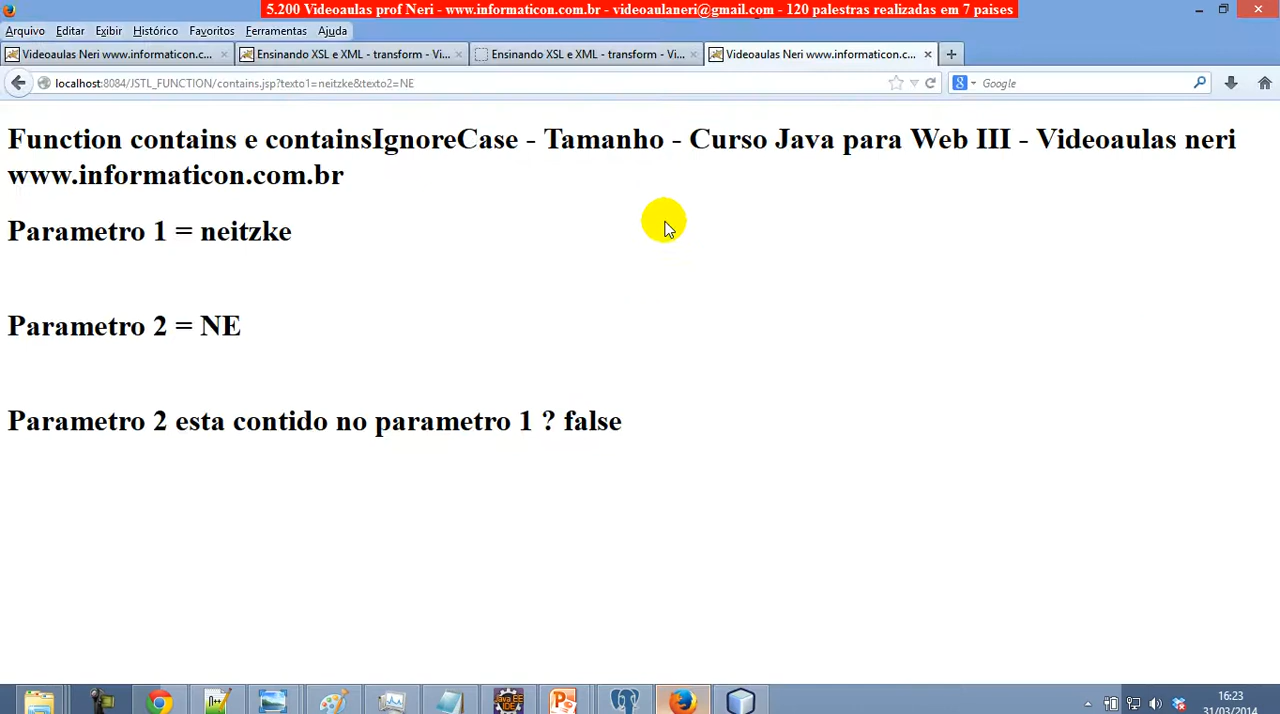 5.200 Videoaulas prof Neri - www.informaticon.com.br - videoaulaneri@gmail.com - 120 palestras realizadas em 7 paises
Arquivo Editar Exibir Histórico Favoritos Ferramentas Ajuda
Videoaulas Neri www.informaticon.c... Ensinando XSL e XML - transform - Vi... Ensinando XSL e XML - transform - Vi... Videoaulas Neri www.informaticon.c...
localhost:8084/JSTL_FUNCTION/contains.jsp?texto1=neitzke&texto2=NE Google
Function contains e containsIgnoreCase - Tamanho - Curso Java para Web III - Videoaulas neri
www.informaticon.com.br
Parametro 1 = neitzke
Parametro 2 = NE
Parametro 2 esta contido no parametro 1 ? false
Java EE
IDE
16:23
31/03/2014